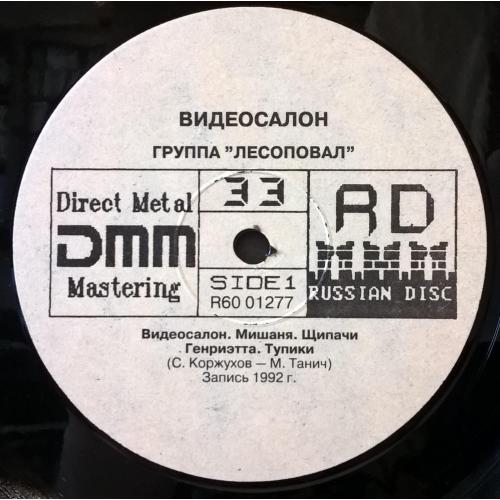 ВИДЕОСАЛОН
ГРУППА "ЛЕСОПОВАЛ"
Direct Metal
DMM
Mastering
33
SIDE 1
R60 01277
RD
RUSSIAN DISC
Видеосалон. Мишаня. Щипачи
Генриэтта. Тупики
(С. Коржухов — М. Танич)
Запись 1992 г.